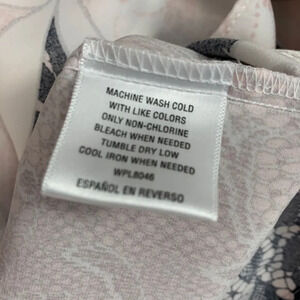 MACHINE WASH COLD
WITH LIKE COLORS
ONLY NON-CHLORINE
BLEACH WHEN NEEDED
TUMBLE DRY LOW
COOL IRON WHEN NEEDED
WPL8046
ESPAÑOL EN REVERSO